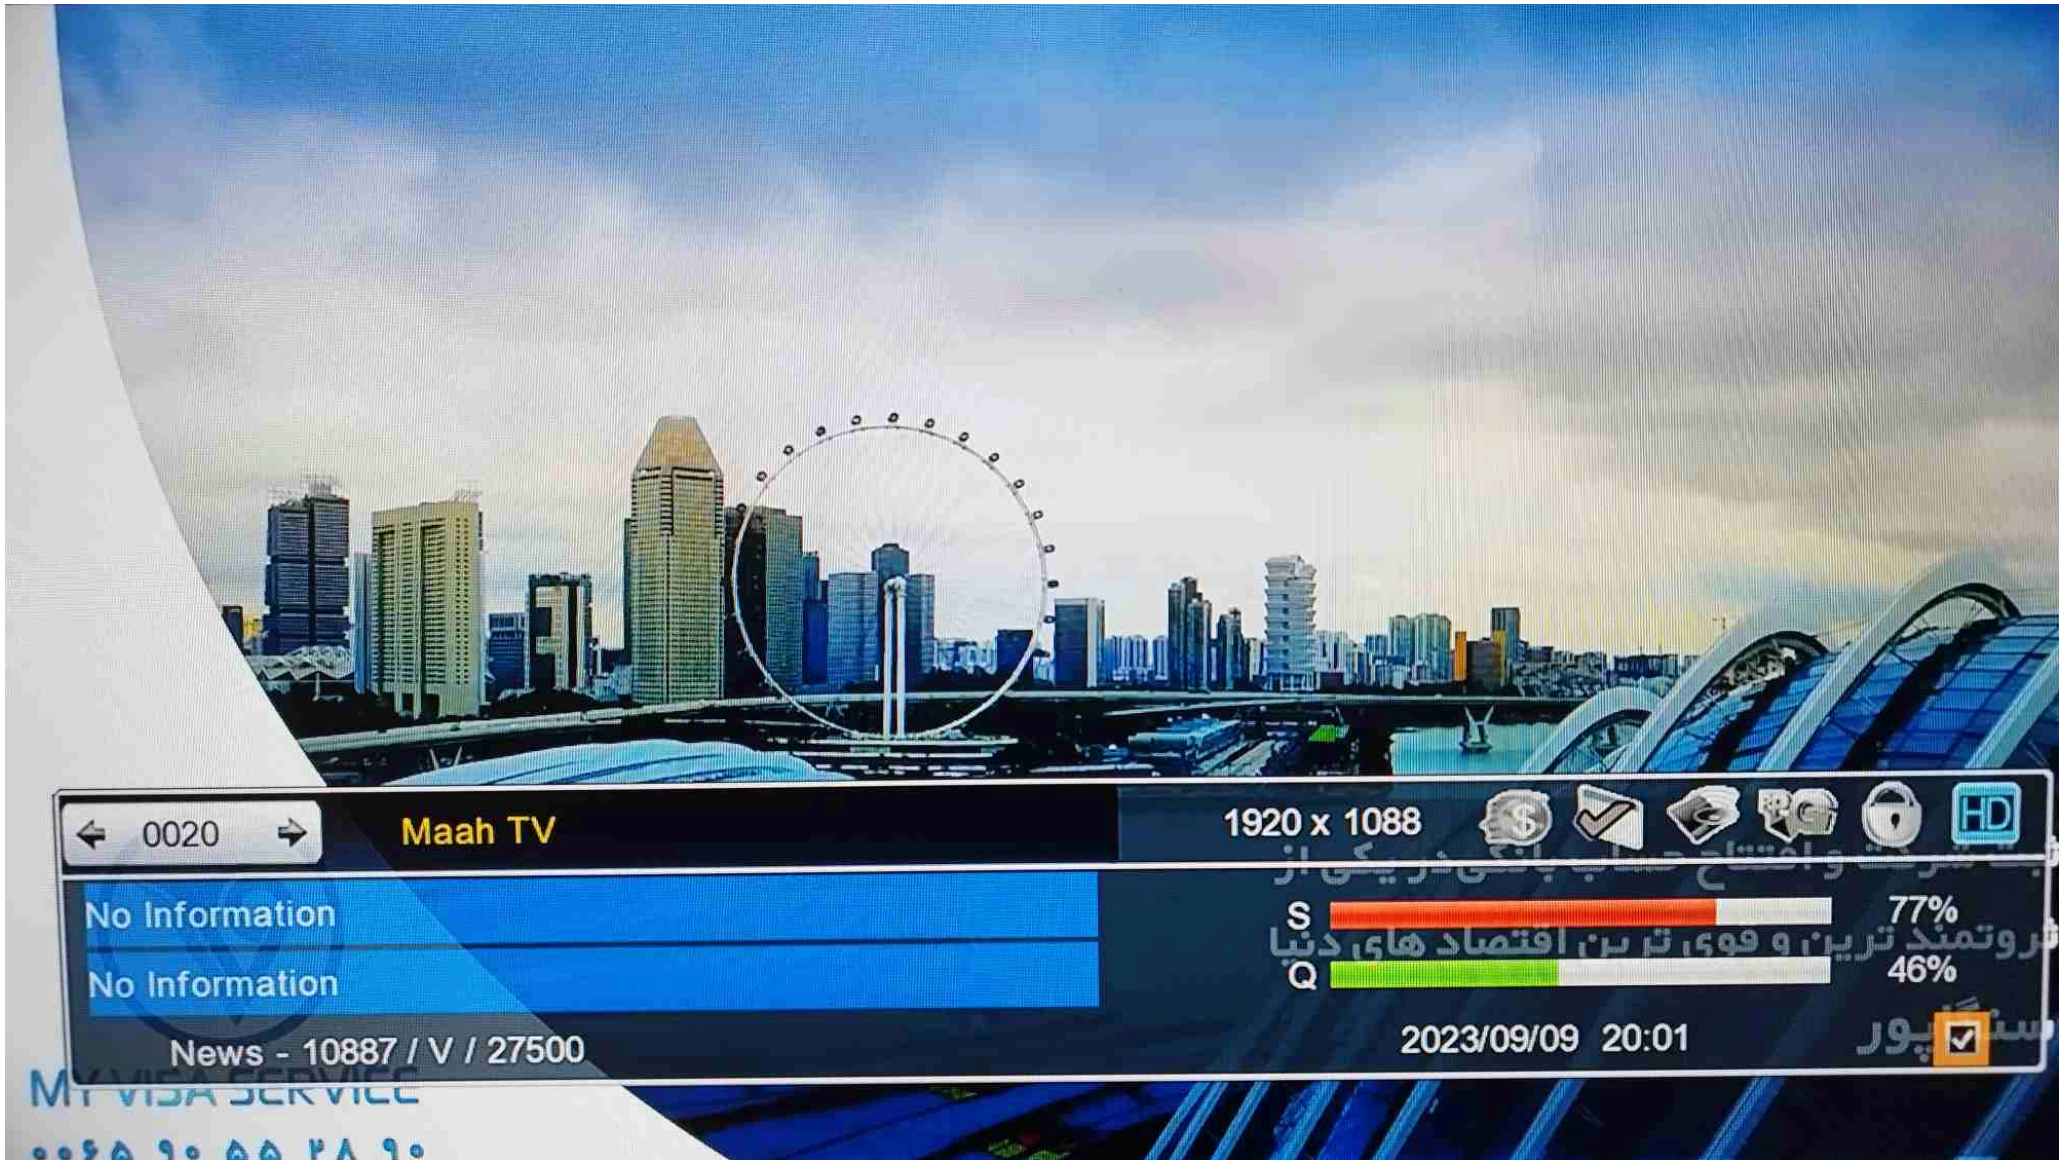 0020
Maah TV
1920 x 1088
HD
ثبت شرکت و افتتاح حساب بانکی در یکی از
No Information
S
77%
ثروتمند ترین و قوی ترین اقتصاد های دنیا
No Information
Q
46%
سنگاپور
News - 10887 / V / 27500
2023/09/09 20:01
MY VISA SERVICE
۰۰۶۵ ۹۰ ۵۵ ۲۸ ۹۰